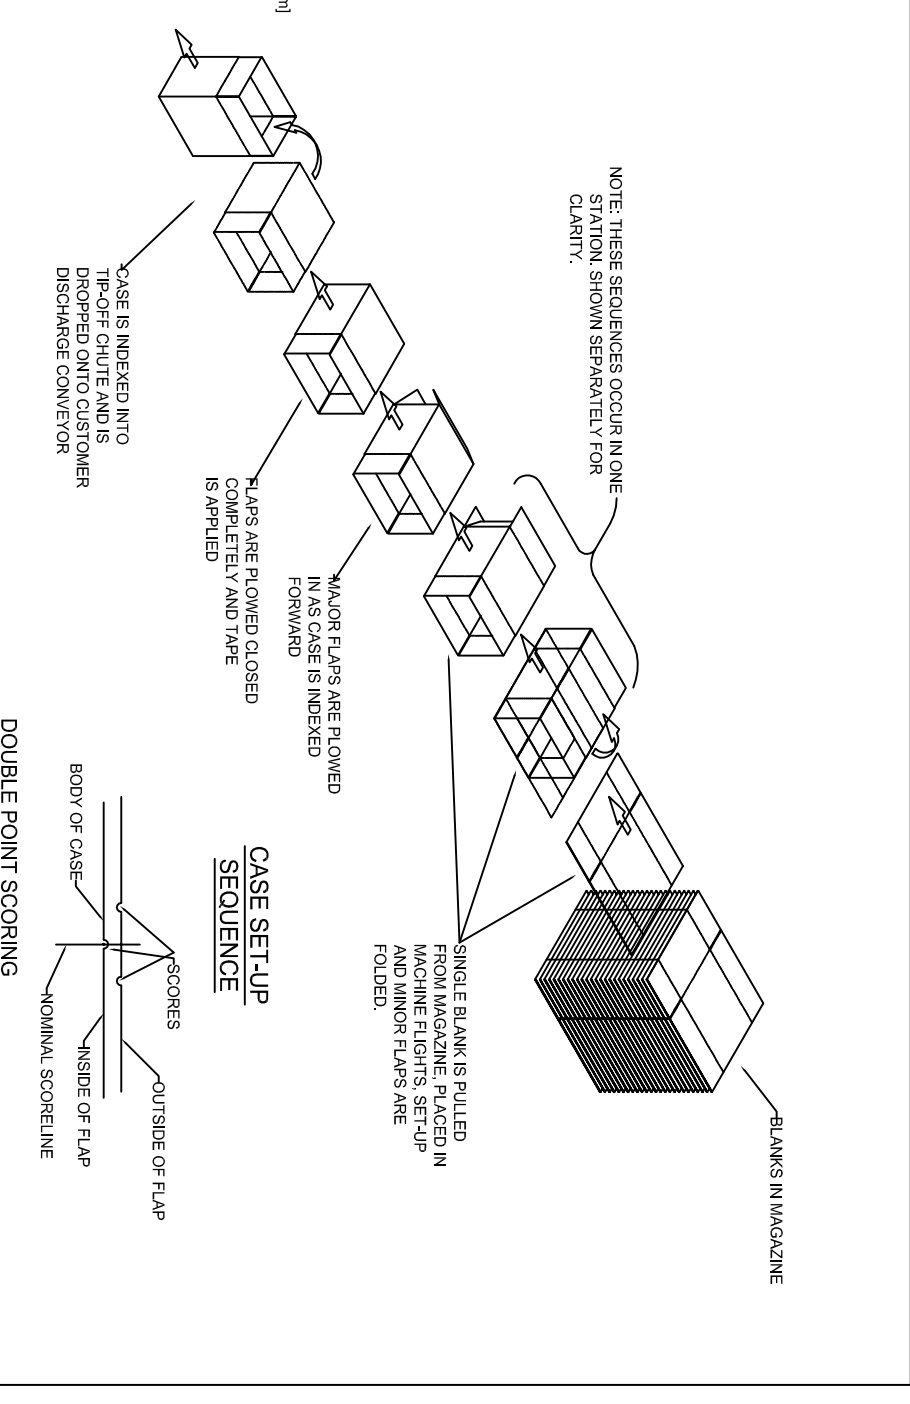 m]
BLANKS IN MAGAZINE
NOTE: THESE SEQUENCES OCCUR IN ONE
STATION. SHOWN SEPARATELY FOR
CLARITY.
SINGLE BLANK IS PULLED
FROM MAGAZINE, PLACED IN
MACHINE FLIGHTS, SET-UP
AND MINOR FLAPS ARE
FOLDED.
MAJOR FLAPS ARE PLOWED
IN AS CASE IS INDEXED
FORWARD
FLAPS ARE PLOWED CLOSED
COMPLETELY AND TAPE
IS APPLIED
CASE IS INDEXED INTO
TIP-OFF CHUTE AND IS
DROPPED ONTO CUSTOMER
DISCHARGE CONVEYOR
CASE SET-UP
SEQUENCE
SCORES
OUTSIDE OF FLAP
BODY OF CASE
INSIDE OF FLAP
NOMINAL SCORELINE
DOUBLE POINT SCORING